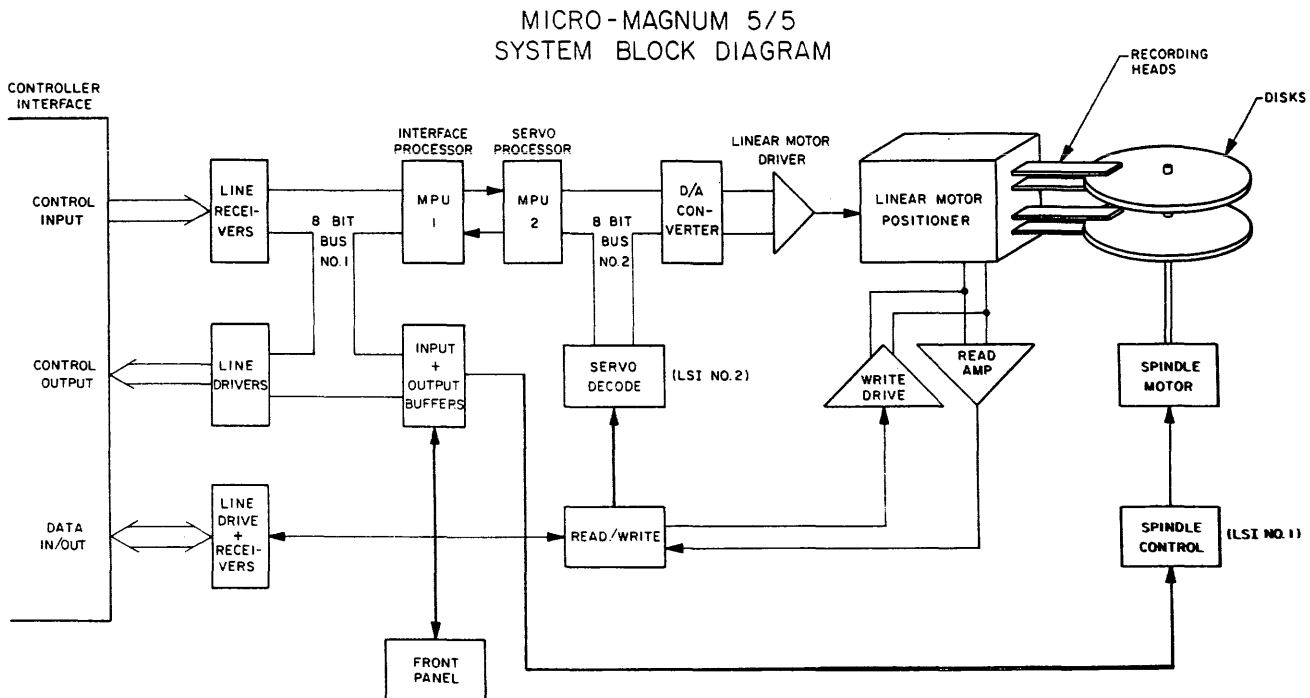 MICRO-MAGNUM 5/5
SYSTEM BLOCK DIAGRAM
RECORDING
HEADS
DISKS
CONTROLLER
INTERFACE
INTERFACE
PROCESSOR
SERVO
PROCESSOR
LINEAR MOTOR
DRIVER
CONTROL
INPUT
LINE
RECEI-
VERS
8 BIT
BUS
NO.1
MPU
1
MPU
2
8 BIT
BUS
NO.2
D/A
CON-
VERTER
LINEAR MOTOR
POSITIONER
CONTROL
OUTPUT
LINE
DRIVERS
INPUT
+
OUTPUT
BUFFERS
SERVO
DECODE
(LSI NO.2)
WRITE
DRIVE
READ
AMP
SPINDLE
MOTOR
DATA
IN/OUT
LINE
DRIVE
+
RECEI-
VERS
READ/WRITE
SPINDLE
CONTROL
(LSI NO.1)
FRONT
PANEL